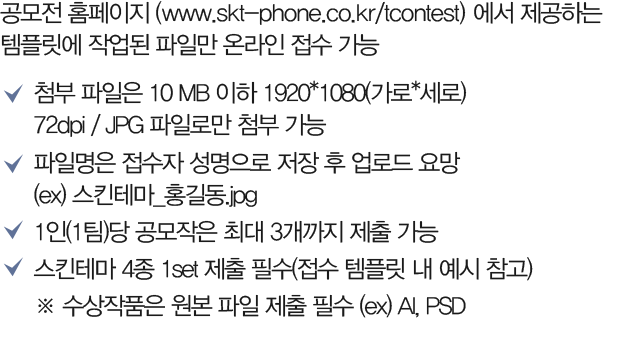 공모전 홈페이지 (www.skt-phone.co.kr/tcontest) 에서 제공하는
템플릿에 작업된 파일만 온라인 접수 가능
첨부 파일은 10 MB 이하 1920*1080(가로*세로)
72dpi / JPG 파일로만 첨부 가능
파일명은 접수자 성명으로 저장 후 업로드 요망
(ex) 스킨테마_홍길동.jpg
1인(1팀)당 공모작은 최대 3개까지 제출 가능
스킨테마 4종 1set 제출 필수(접수 템플릿 내 예시 참고)
※ 수상작품은 원본 파일 제출 필수 (ex) AI, PSD